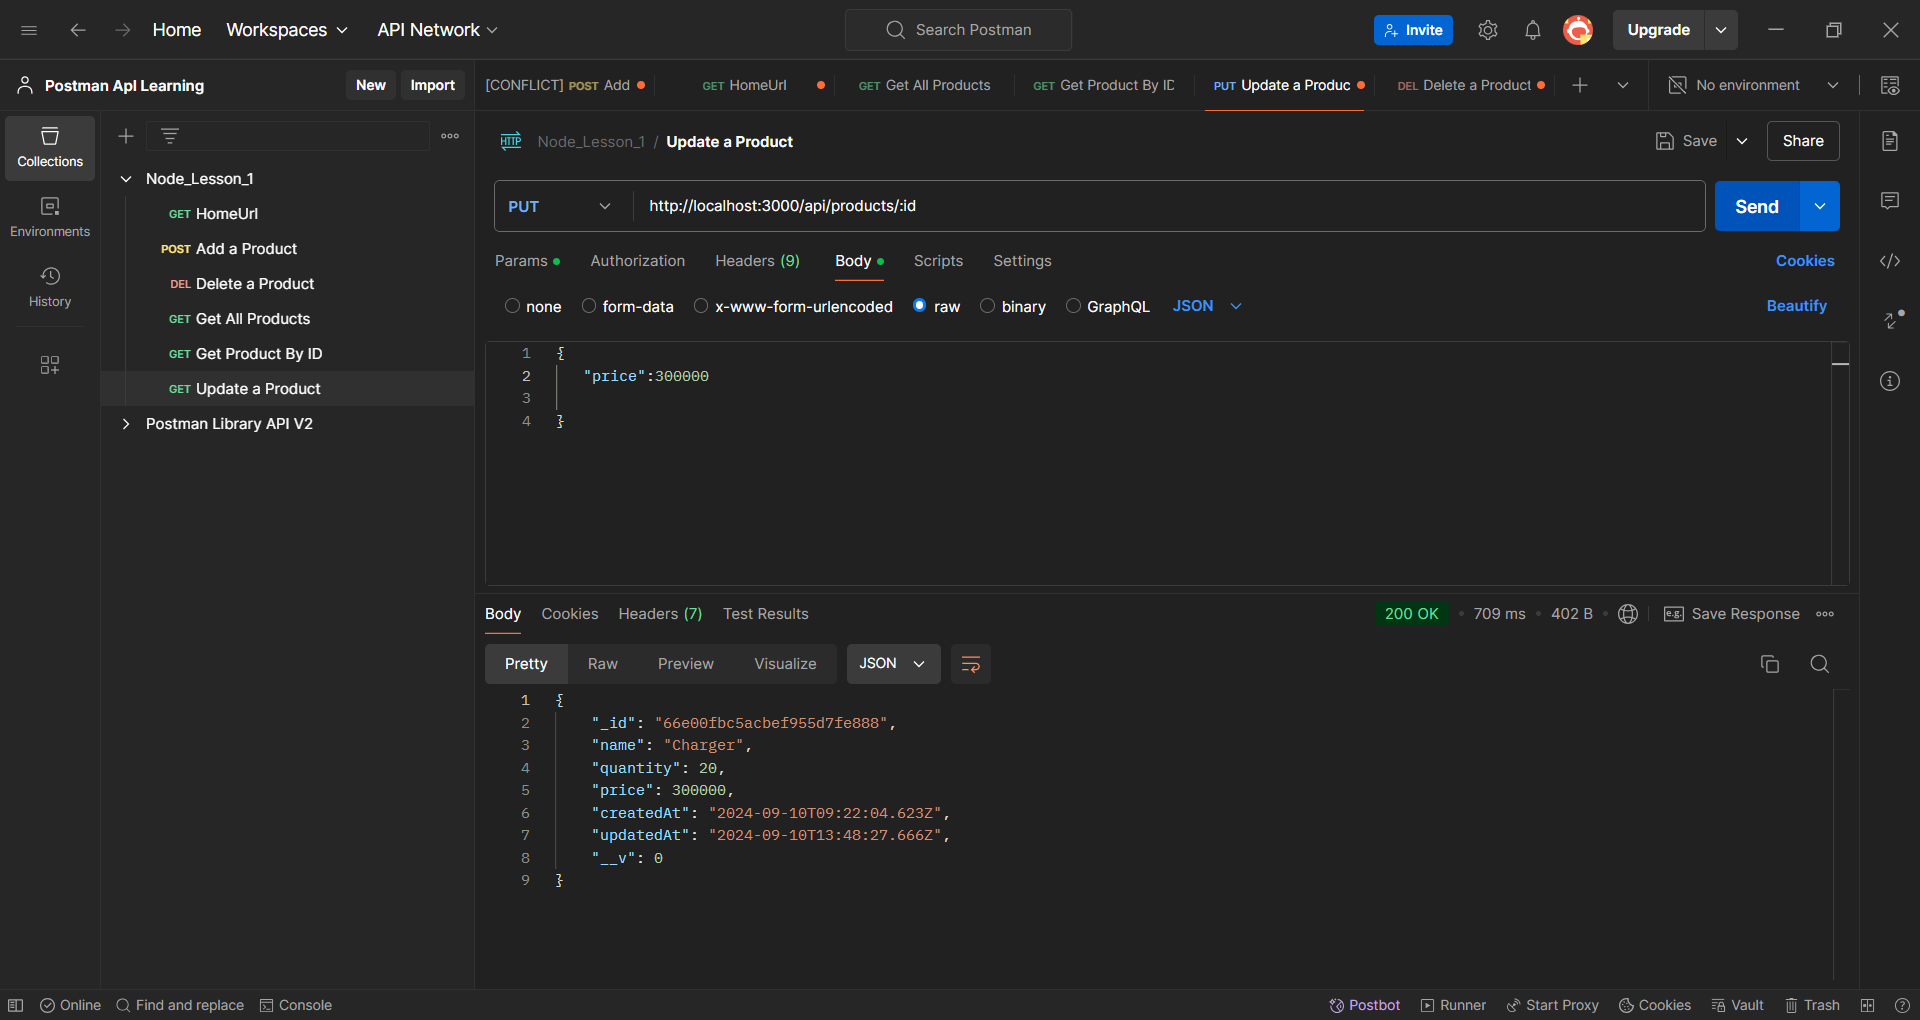 Home Workspaces API Network Search Postman Invite Upgrade
Postman ApI Learning New Import [CONFLICT] POST Add GET HomeUrl GET Get All Products GET Get Product By ID PUT Update a Produc DEL Delete a Product No environment
Collections
Environments
History
Node_Lesson_1
GET HomeUrl
POST Add a Product
DEL Delete a Product
GET Get All Products
GET Get Product By ID
GET Update a Product
Postman Library API V2
HTTP Node_Lesson_1 / Update a Product Save Share
PUT http://localhost:3000/api/products/:id Send
Params Authorization Headers (9) Body Scripts Settings Cookies
none form-data x-www-form-urlencoded raw binary GraphQL JSON Beautify
1 {
2 "price":300000
3
4 }
Body Cookies Headers (7) Test Results 200 OK • 709 ms • 402 B • e.g. Save Response
Pretty Raw Preview Visualize JSON
1 {
2 "_id": "66e00fbc5acbef955d7fe888",
3 "name": "Charger",
4 "quantity": 20,
5 "price": 300000,
6 "createdAt": "2024-09-10T09:22:04.623Z",
7 "updatedAt": "2024-09-10T13:48:27.666Z",
8 "__v": 0
9 }
Online Find and replace Console Postbot Runner Start Proxy Cookies Vault Trash